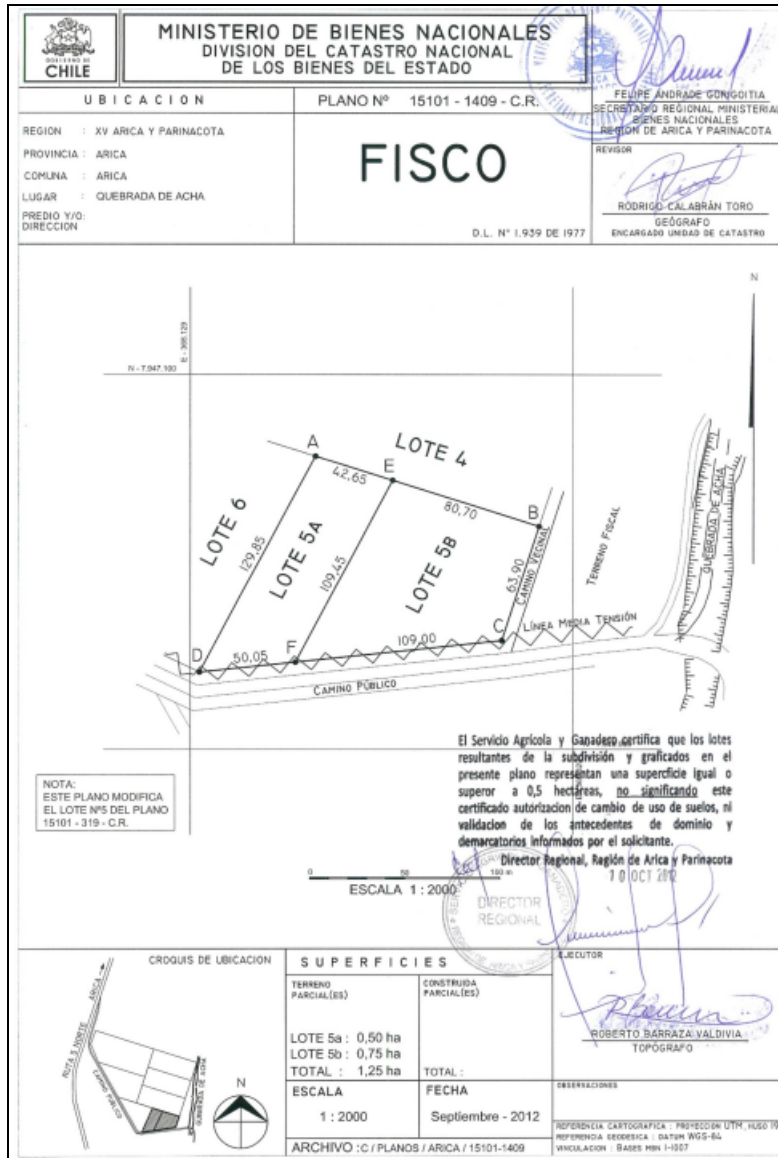 GOBIERNO DE
CHILE
MINISTERIO DE BIENES NACIONALES
DIVISION DEL CATASTRO NACIONAL
DE LOS BIENES DEL ESTADO
FELIPE ANDRADE GORIGOITIA
SECRETARIO REGIONAL MINISTERIAL
BIENES NACIONALES
REGION DE ARICA Y PARINACOTA
UBICACION
PLANO Nº 15101 - 1409 - C.R.
REGION : XV ARICA Y PARINACOTA
PROVINCIA : ARICA
COMUNA : ARICA
LUGAR : QUEBRADA DE ACHA
PREDIO Y/O:
DIRECCION
FISCO
D.L. Nº 1.939 DE 1977
REVISOR
RODRIGO CALABRÁN TORO
GEÓGRAFO
ENCARGADO UNIDAD DE CATASTRO
N
N - 7.947.100
A
E
B
C
D
F
LOTE 4
LOTE 6
LOTE 5A
LOTE 5B
42,65
80,70
129,85
109,45
63,90
50,05
109,00
CAMINO VECINAL
TERRENO FISCAL
QUEBRADA DE ACHA
LÍNEA MEDIA TENSIÓN
CAMINO PÚBLICO
NOTA:
ESTE PLANO MODIFICA
EL LOTE Nº5 DEL PLANO
15101 - 319 - C.R.
El Servicio Agrícola y Ganadero certifica que los lotes
resultantes de la subdivisión y graficados en el
presente plano representan una superficie igual o
superor a 0,5 hectáreas, no significando este
certificado autorizacion de cambio de uso de suelos, ni
validacion de los antecedentes de dominio y
demarcatorios informados por el solicitante.
Director Regional, Región de Arica y Parinacota
10 OCT 2012
DIRECTOR
REGIONAL
0 50 100 m
ESCALA 1 : 2000
CROQUIS DE UBICACION
ARICA
RUTA 5 NORTE
CAMINO PUBLICO
QUEBRADA DE ACHA
N
SUPERFICIES
TERRENO
PARCIAL(ES)
CONSTRUIDA
PARCIAL(ES)
LOTE 5a : 0,50 ha
LOTE 5b : 0,75 ha
TOTAL : 1,25 ha
TOTAL :
ESCALA
1 : 2000
FECHA
Septiembre - 2012
ARCHIVO : C / PLANOS / ARICA / 15101-1409
EJECUTOR
ROBERTO BARRAZA VALDIVIA
TOPÓGRAFO
OBSERVACIONES
REFERENCIA CARTOGRAFICA : PROYECCION UTM, HUSO 19
REFERENCIA GEODESICA : DATUM WGS-84
VINCULACION : BASES MBN I-1007